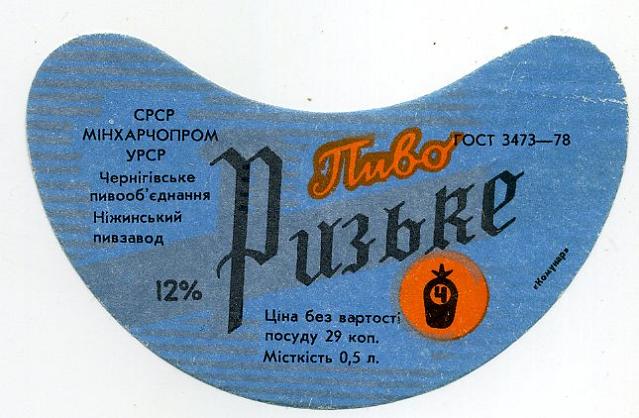 СРСР
МІНХАРЧОПРОМ
УРСР
Чернігівське
пивооб'єднання
Ніжинський
пивзавод
12%
Пиво
ГОСТ 3473—78
Ризьке
Ч
«Комунар»
Ціна без вартості
посуду 29 коп.
Місткість 0,5 л.